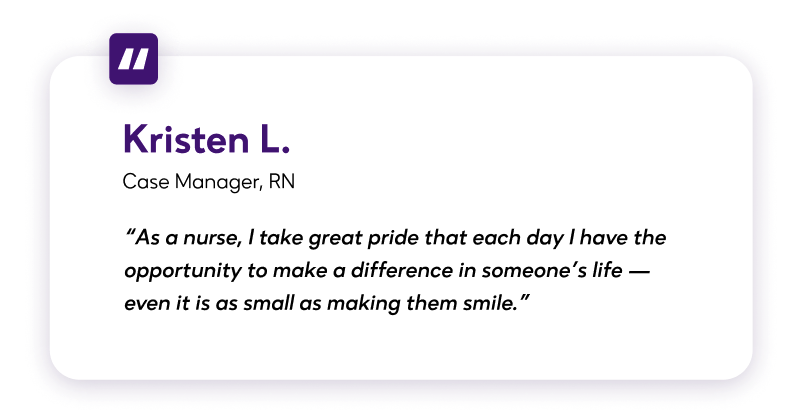 Kristen L.
Case Manager, RN
“As a nurse, I take great pride that each day I have the
opportunity to make a difference in someone’s life —
even it is as small as making them smile.”